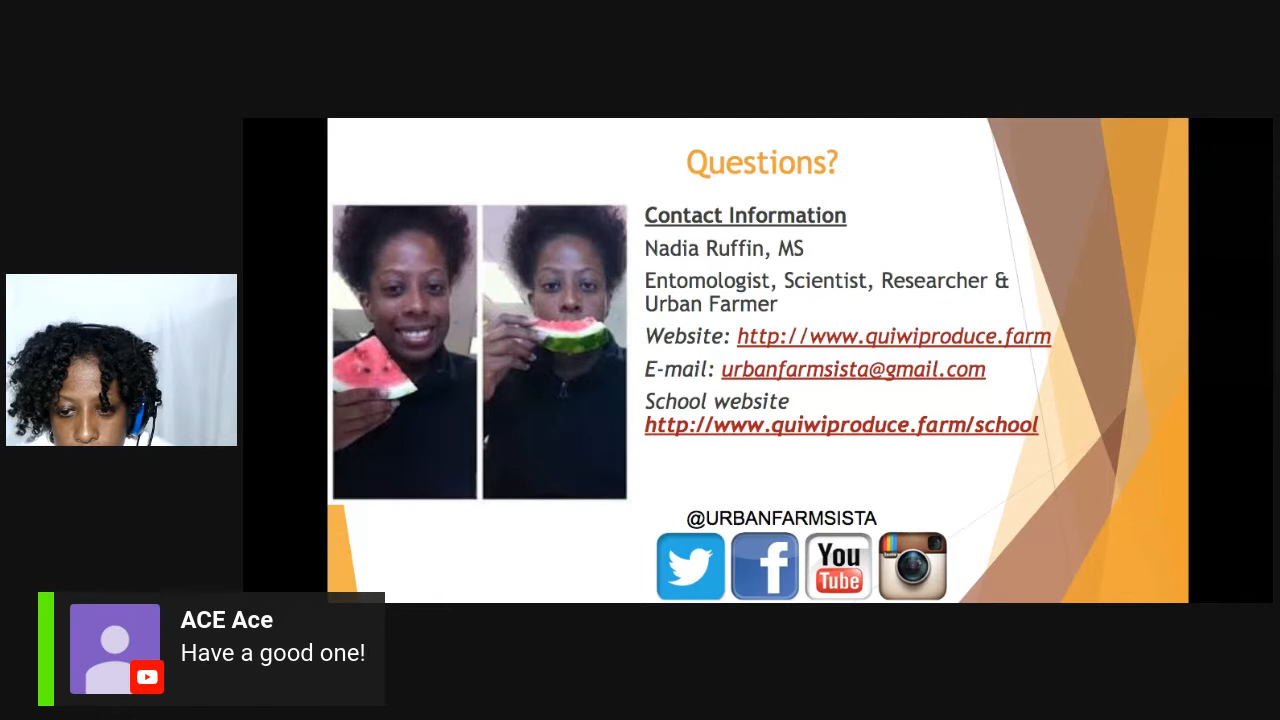 Questions?
Contact Information
Nadia Ruffin, MS
Entomologist, Scientist, Researcher &
Urban Farmer
Website: http://www.quiwiproduce.farm
E-mail: urbanfarmsista@gmail.com
School website
http://www.quiwiproduce.farm/school
@URBANFARMSISTA
You
Tube
ACE Ace
Have a good one!